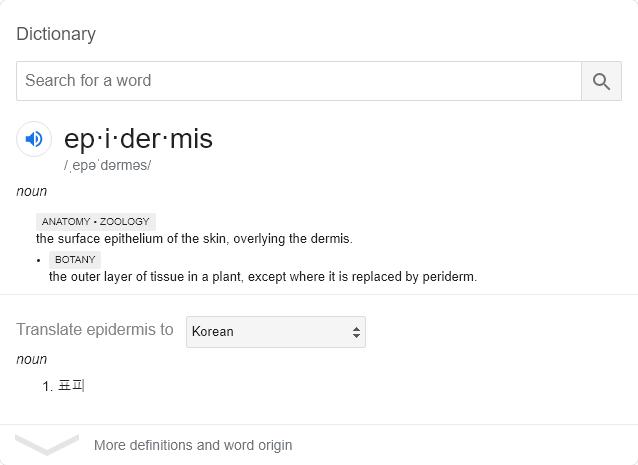 Dictionary
Search for a word
ep·i·der·mis
/ˌepəˈdərməs/
noun
ANATOMY • ZOOLOGY
the surface epithelium of the skin, overlying the dermis.
• BOTANY
the outer layer of tissue in a plant, except where it is replaced by periderm.
Translate epidermis to Korean
noun
1. 표피
More definitions and word origin